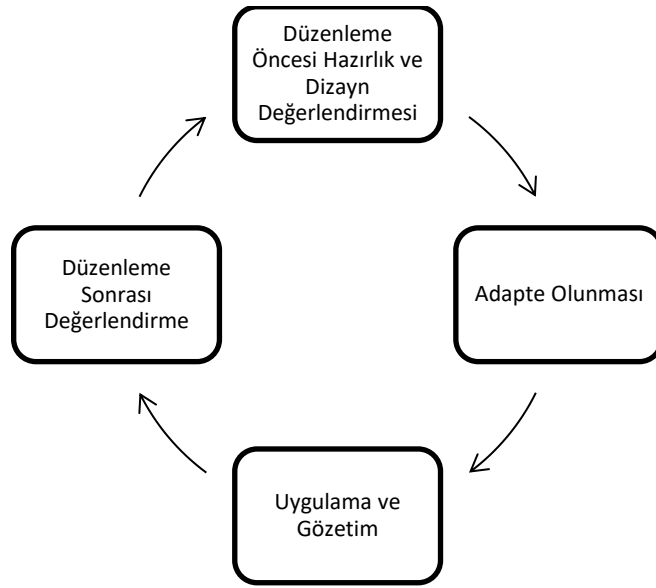 Düzenleme
Öncesi Hazırlık ve
Dizayn
Değerlendirmesi
Adapte Olunması
Uygulama ve
Gözetim
Düzenleme
Sonrası
Değerlendirme